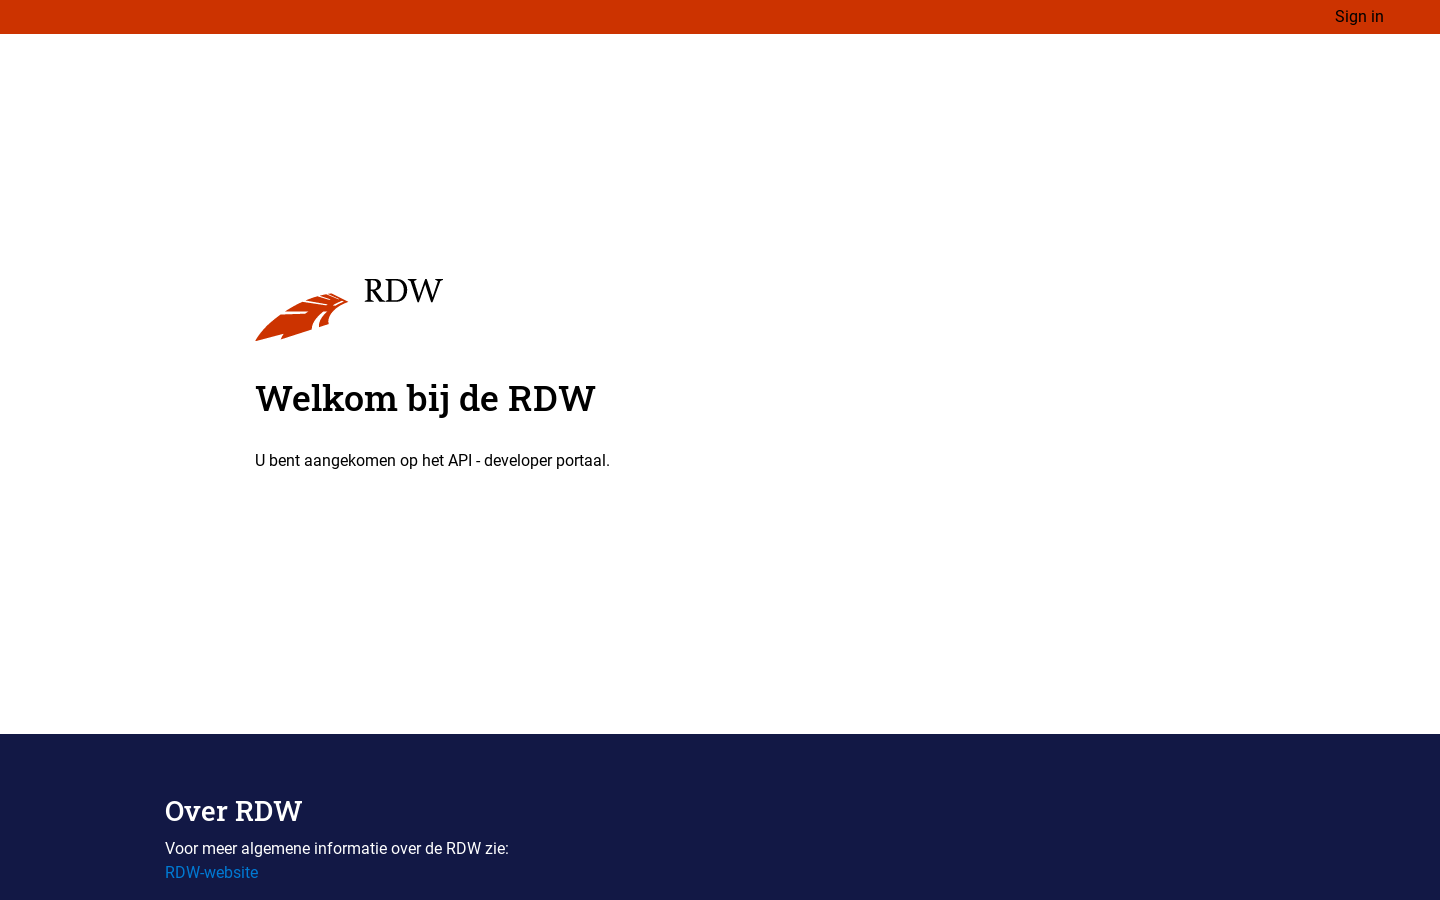 Sign in
RDW
Welkom bij de RDW
U bent aangekomen op het API - developer portaal.
Over RDW
Voor meer algemene informatie over de RDW zie:
RDW-website